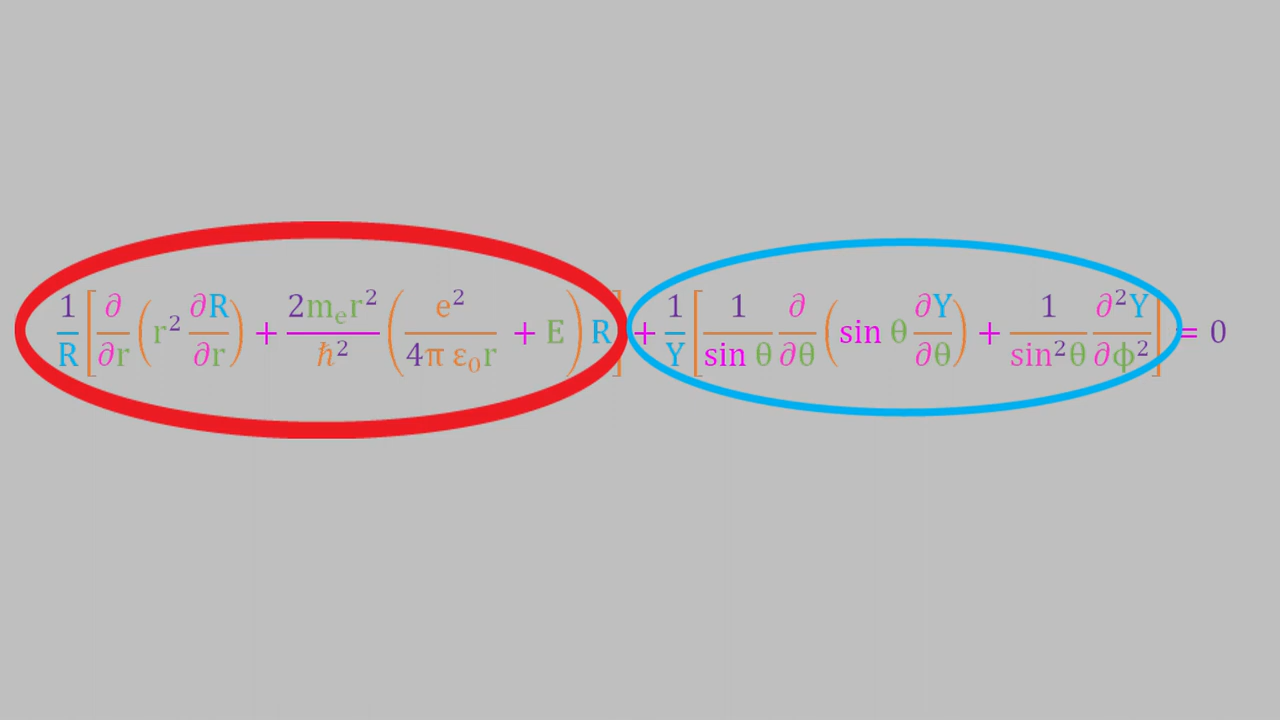 1/R [∂/∂r (r² ∂R/∂r) + 2mₑr²/ℏ² (e²/4π ε₀r + E) R] + 1/Y [1/sin θ ∂/∂θ (sin θ ∂Y/∂θ) + 1/sin²θ ∂²Y/∂ϕ²] = 0